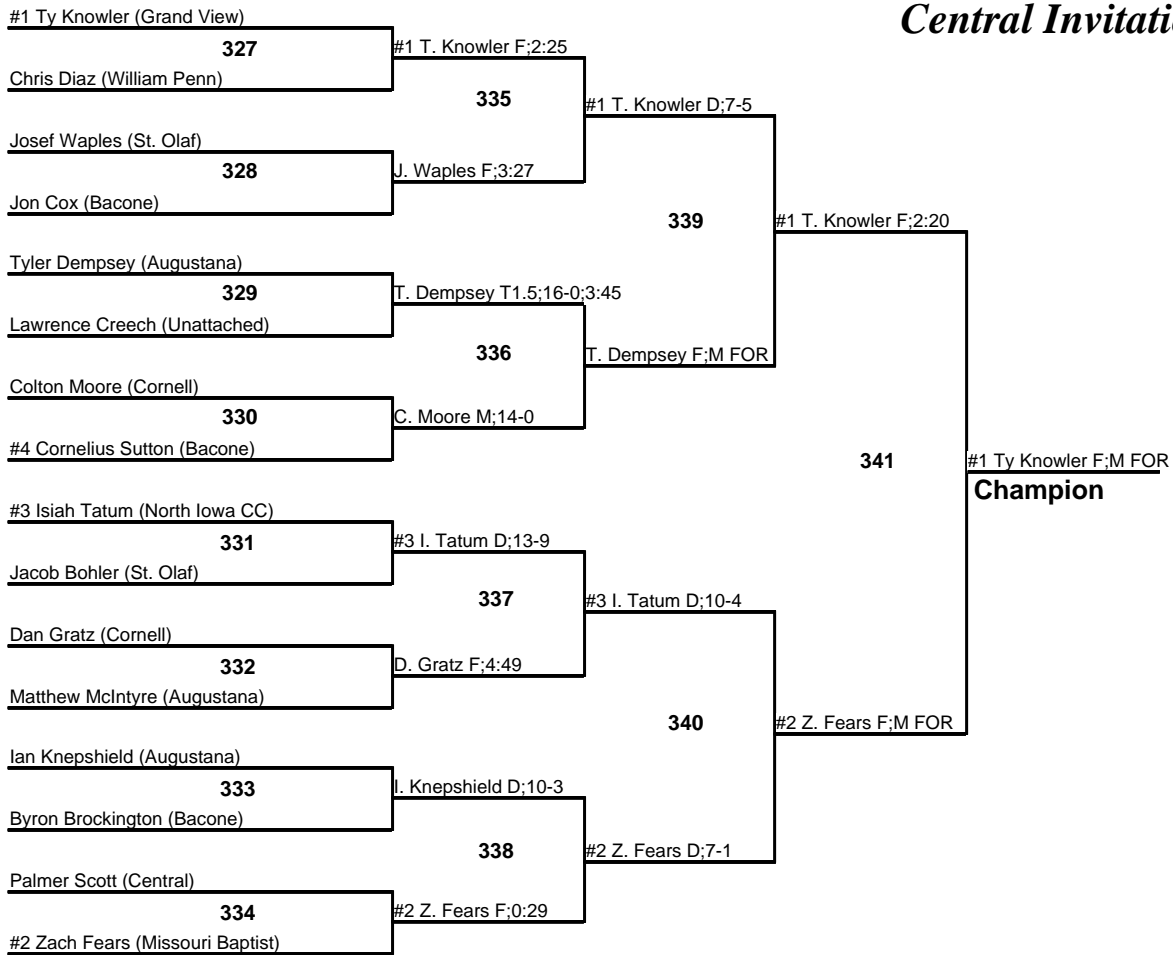 Central Invitatio
#1 Ty Knowler (Grand View)
327
Chris Diaz (William Penn)
#1 T. Knowler F;2:25
335
Josef Waples (St. Olaf)
328
Jon Cox (Bacone)
J. Waples F;3:27
#1 T. Knowler D;7-5
339
Tyler Dempsey (Augustana)
329
Lawrence Creech (Unattached)
T. Dempsey T1.5;16-0;3:45
336
Colton Moore (Cornell)
330
#4 Cornelius Sutton (Bacone)
C. Moore M;14-0
T. Dempsey F;M FOR
#1 T. Knowler F;2:20
341
#3 Isiah Tatum (North Iowa CC)
331
Jacob Bohler (St. Olaf)
#3 I. Tatum D;13-9
337
Dan Gratz (Cornell)
332
Matthew McIntyre (Augustana)
D. Gratz F;4:49
#3 I. Tatum D;10-4
340
Ian Knepshield (Augustana)
333
Byron Brockington (Bacone)
I. Knepshield D;10-3
338
Palmer Scott (Central)
334
#2 Zach Fears (Missouri Baptist)
#2 Z. Fears F;0:29
#2 Z. Fears D;7-1
#2 Z. Fears F;M FOR
#1 Ty Knowler F;M FOR
Champion